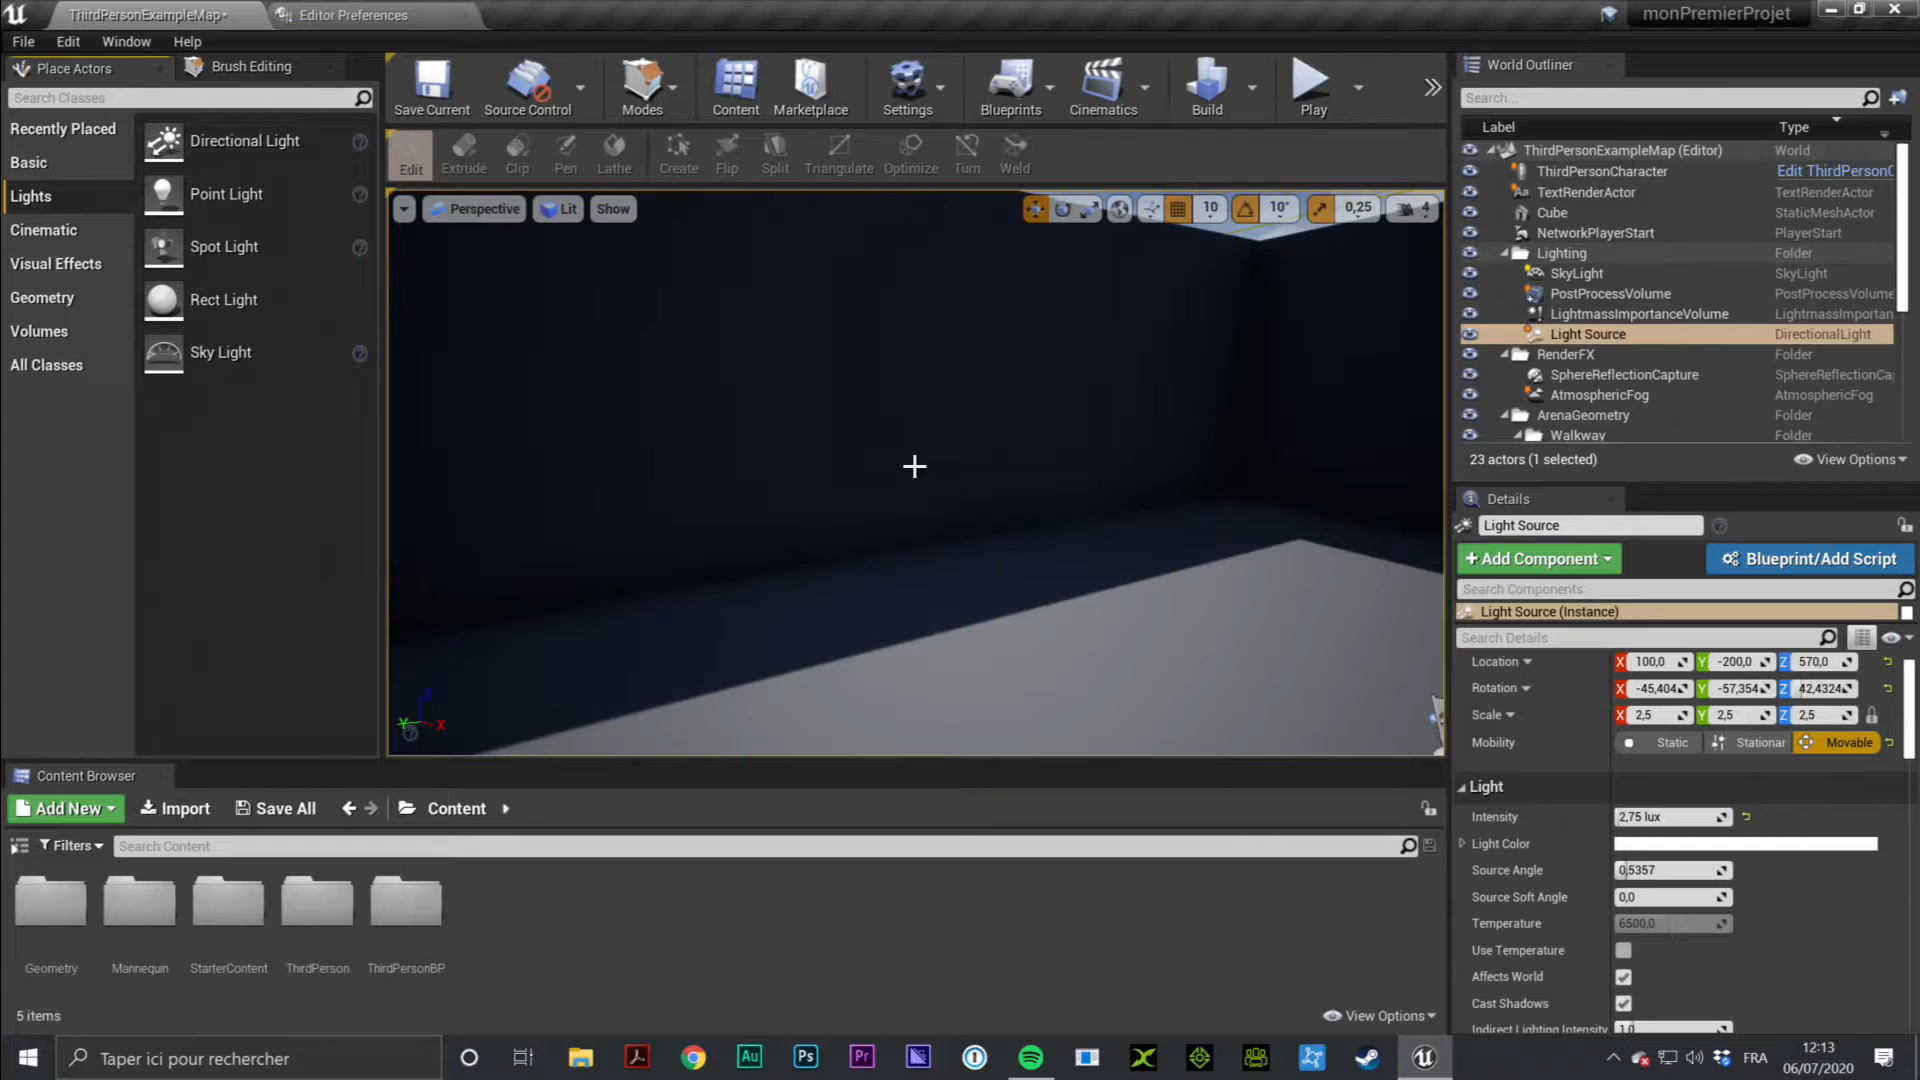 ThirdPersonExampleMap*
Editor Preferences
monPremierProjet
File Edit Window Help
Place Actors
Brush Editing
Search Classes
Recently Placed
Basic
Lights
Cinematic
Visual Effects
Geometry
Volumes
All Classes
Directional Light
Point Light
Spot Light
Rect Light
Sky Light
Save Current
Source Control
Modes
Content
Marketplace
Settings
Blueprints
Cinematics
Build
Play
Edit Extrude Clip Pen Lathe Create Flip Split Triangulate Optimize Turn Weld
Perspective Lit Show
10 10° 0,25 4
Z
Y X
World Outliner
Search...
Label Type
ThirdPersonExampleMap (Editor) World
ThirdPersonCharacter Edit ThirdPersonC
TextRenderActor TextRenderActor
Cube StaticMeshActor
NetworkPlayerStart PlayerStart
Lighting Folder
SkyLight SkyLight
PostProcessVolume PostProcessVolume
LightmassImportanceVolume LightmassImportan
Light Source DirectionalLight
RenderFX Folder
SphereReflectionCapture SphereReflectionCa
AtmosphericFog AtmosphericFog
ArenaGeometry Folder
Walkway Folder
23 actors (1 selected) View Options
Details
Light Source
+ Add Component Blueprint/Add Script
Search Components
Light Source (Instance)
Search Details
Location X 100,0 Y -200,0 Z 570,0
Rotation X -45,404 Y -57,354 Z 42,4324
Scale X 2,5 Y 2,5 Z 2,5
Mobility Static Stationar Movable
Light
Intensity 2,75 lux
Light Color
Source Angle 0,5357
Source Soft Angle 0,0
Temperature 6500,0
Use Temperature
Affects World
Cast Shadows
Indirect Lighting Intensity 1,0
Content Browser
Add New Import Save All Content
Filters Search Content
Geometry Mannequin StarterContent ThirdPerson ThirdPersonBP
5 items View Options
Taper ici pour rechercher
Au Ps Pr
FRA
12:13
06/07/2020